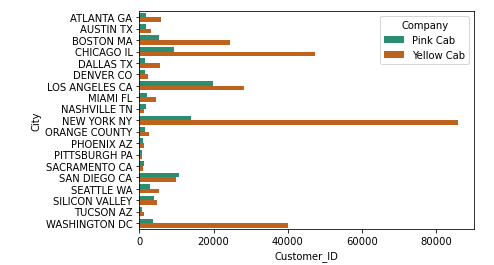 ATLANTA GA
AUSTIN TX
BOSTON MA
CHICAGO IL
DALLAS TX
DENVER CO
LOS ANGELES CA
MIAMI FL
NASHVILLE TN
NEW YORK NY
ORANGE COUNTY
PHOENIX AZ
PITTSBURGH PA
SACRAMENTO CA
SAN DIEGO CA
SEATTLE WA
SILICON VALLEY
TUCSON AZ
WASHINGTON DC
City
Company
Pink Cab
Yellow Cab
0 20000 40000 60000 80000
Customer_ID